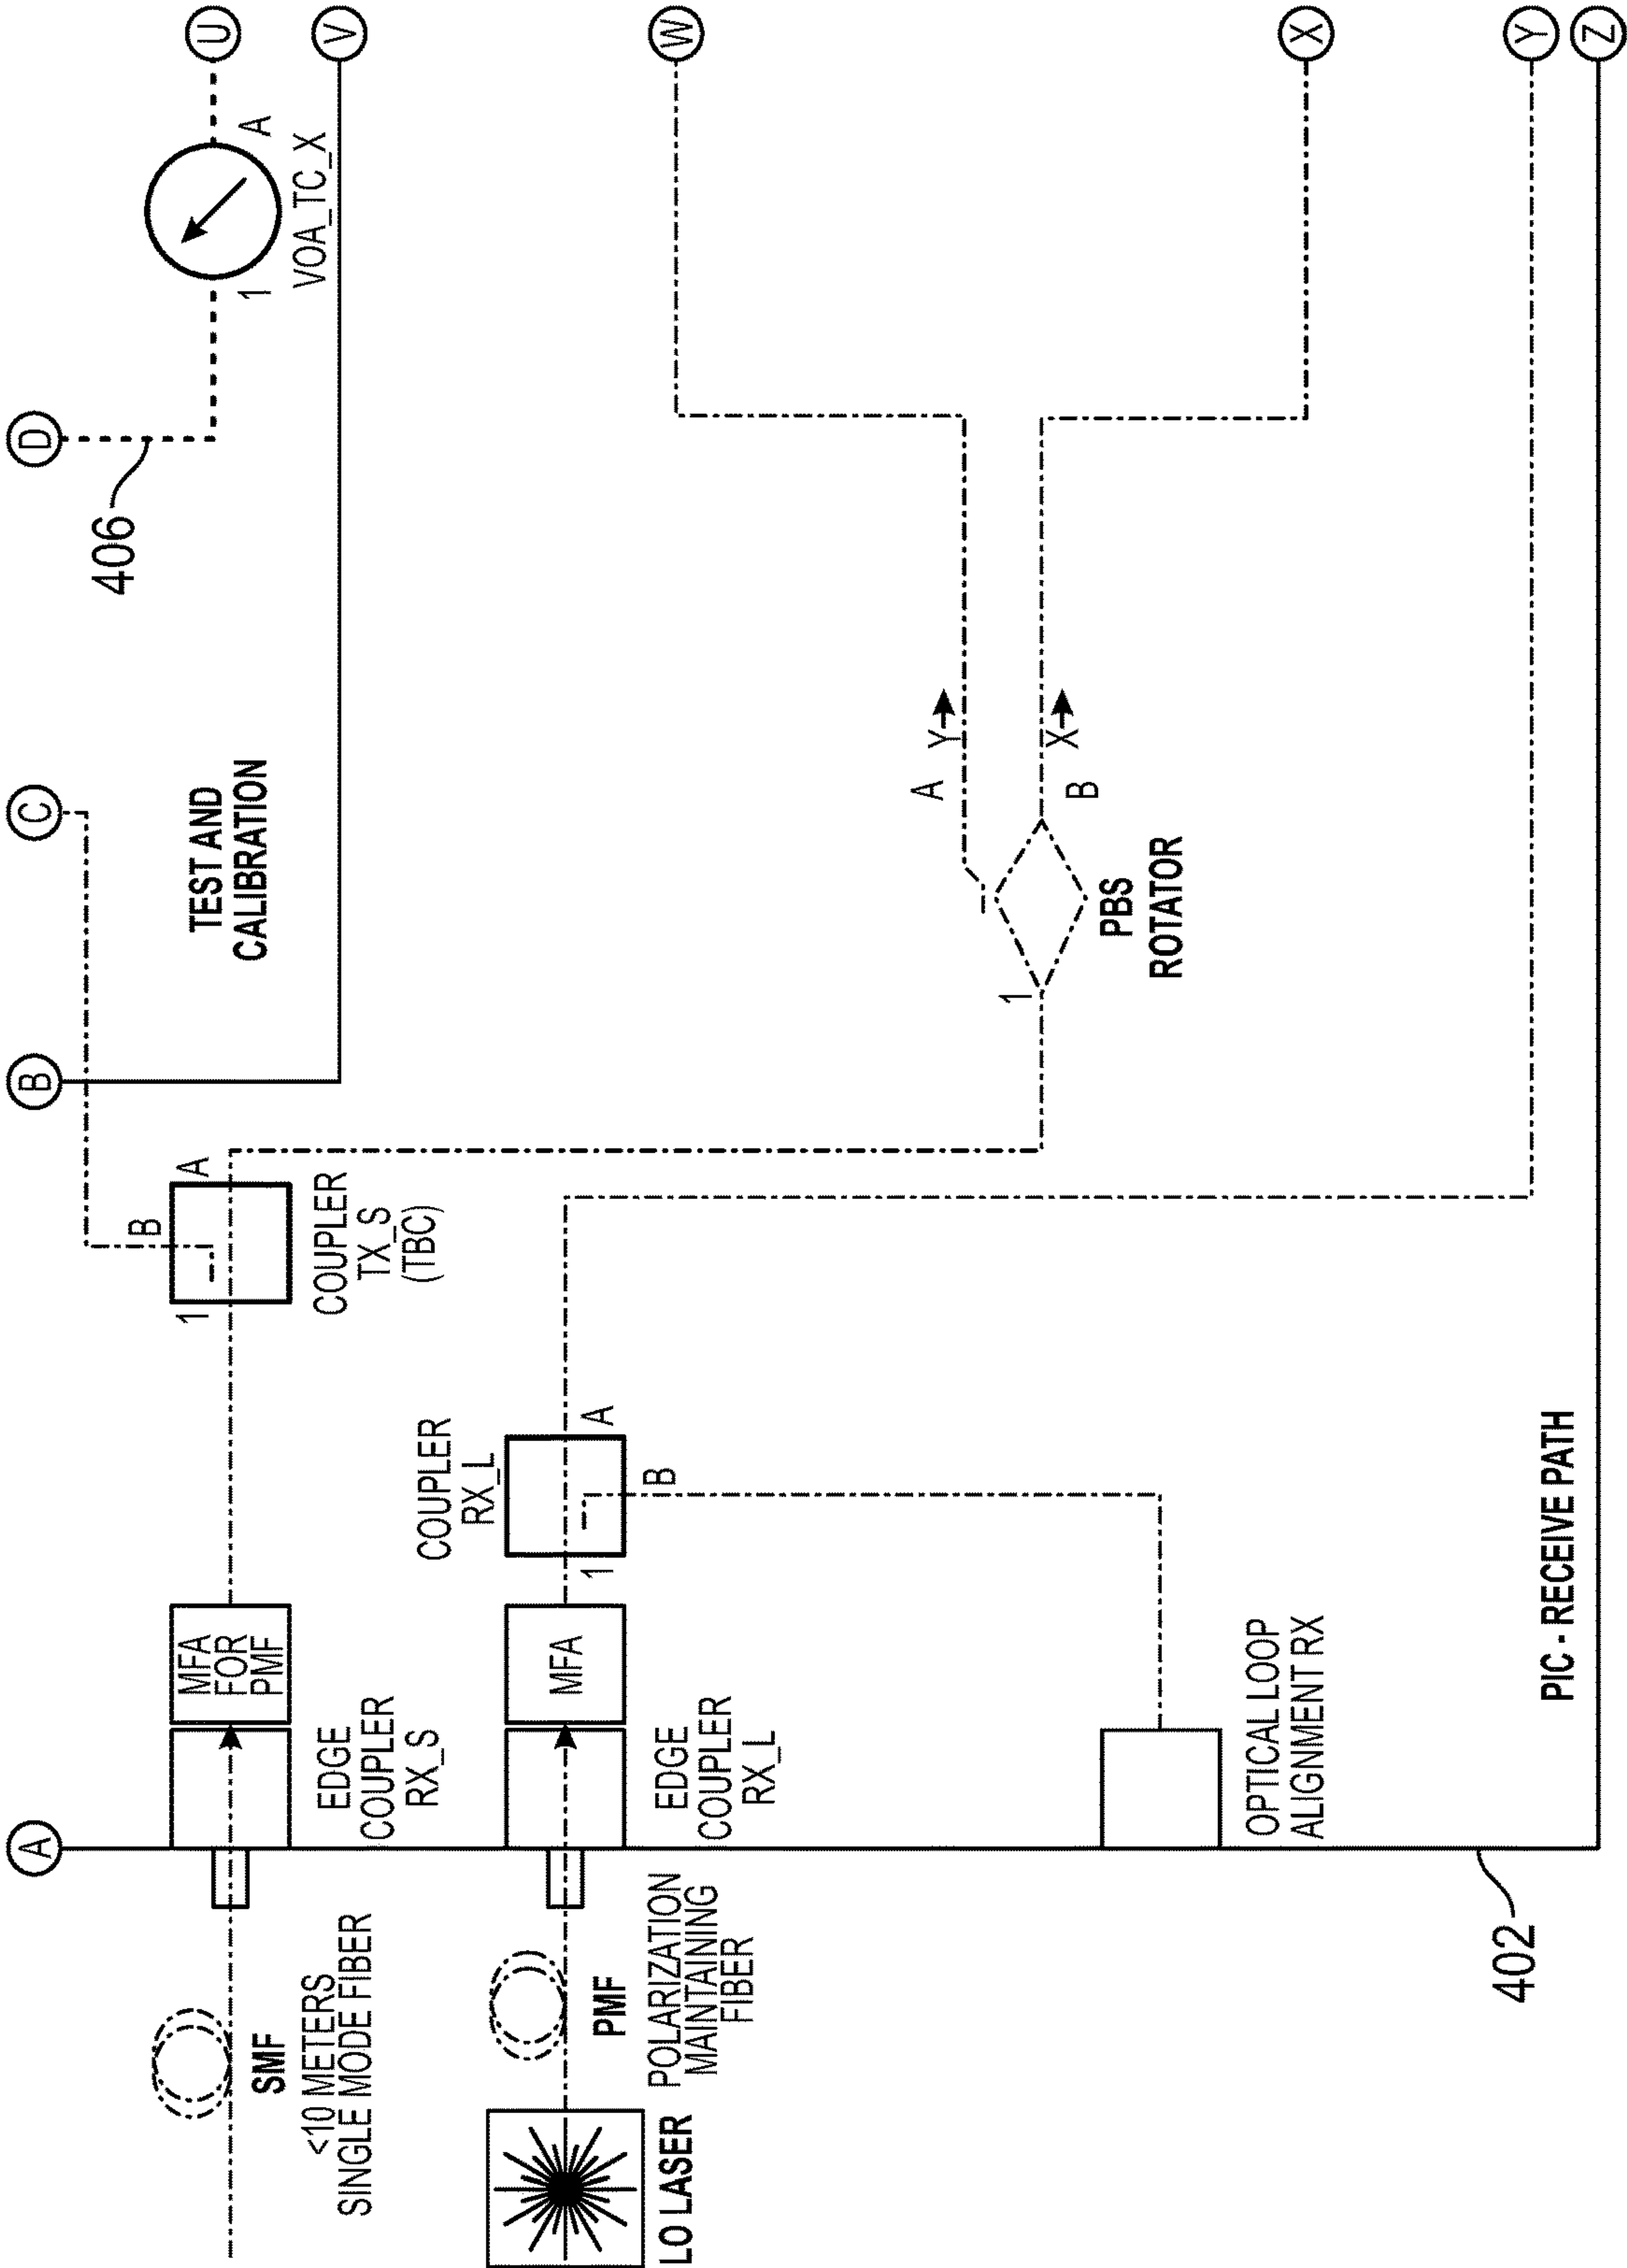 A
B
C
D
406
TEST AND
CALIBRATION
1
A
VOA_TC_X
U
V
W
X
Y
Z
SMF
<10 METERS
SINGLE MODE FIBER
EDGE
COUPLER
RX_S
MFA
FOR
PMF
1
B
A
COUPLER
TX_S
(TBC)
LO LASER
PMF
POLARIZATION
MAINTAINING
FIBER
EDGE
COUPLER
RX_L
MFA
COUPLER
RX_L
1
A
B
1
PBS
ROTATOR
A
Y
X
B
OPTICAL LOOP
ALIGNMENT RX
402
PIC - RECEIVE PATH